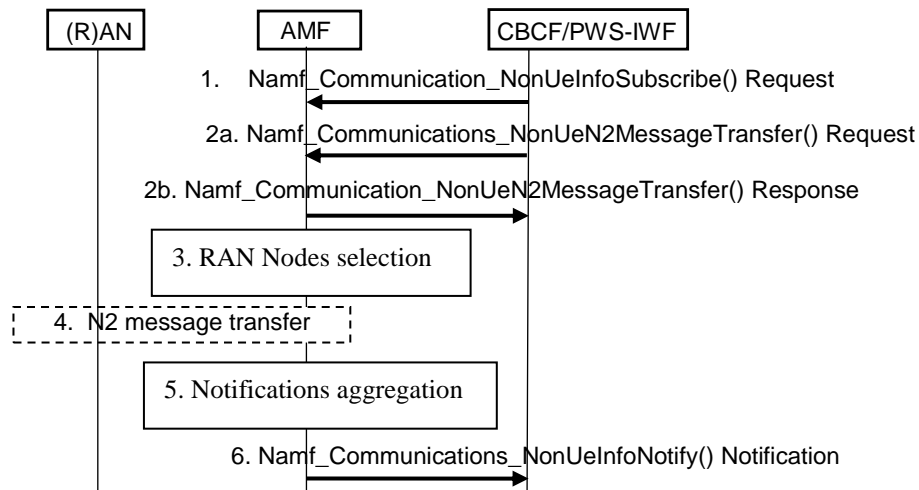 (R)AN
AMF
CBCF/PWS-IWF
1. Namf_Communication_NonUeInfoSubscribe() Request
2a. Namf_Communications_NonUeN2MessageTransfer() Request
2b. Namf_Communication_NonUeN2MessageTransfer() Response
3. RAN Nodes selection
4. N2 message transfer
5. Notifications aggregation
6. Namf_Communications_NonUeInfoNotify() Notification